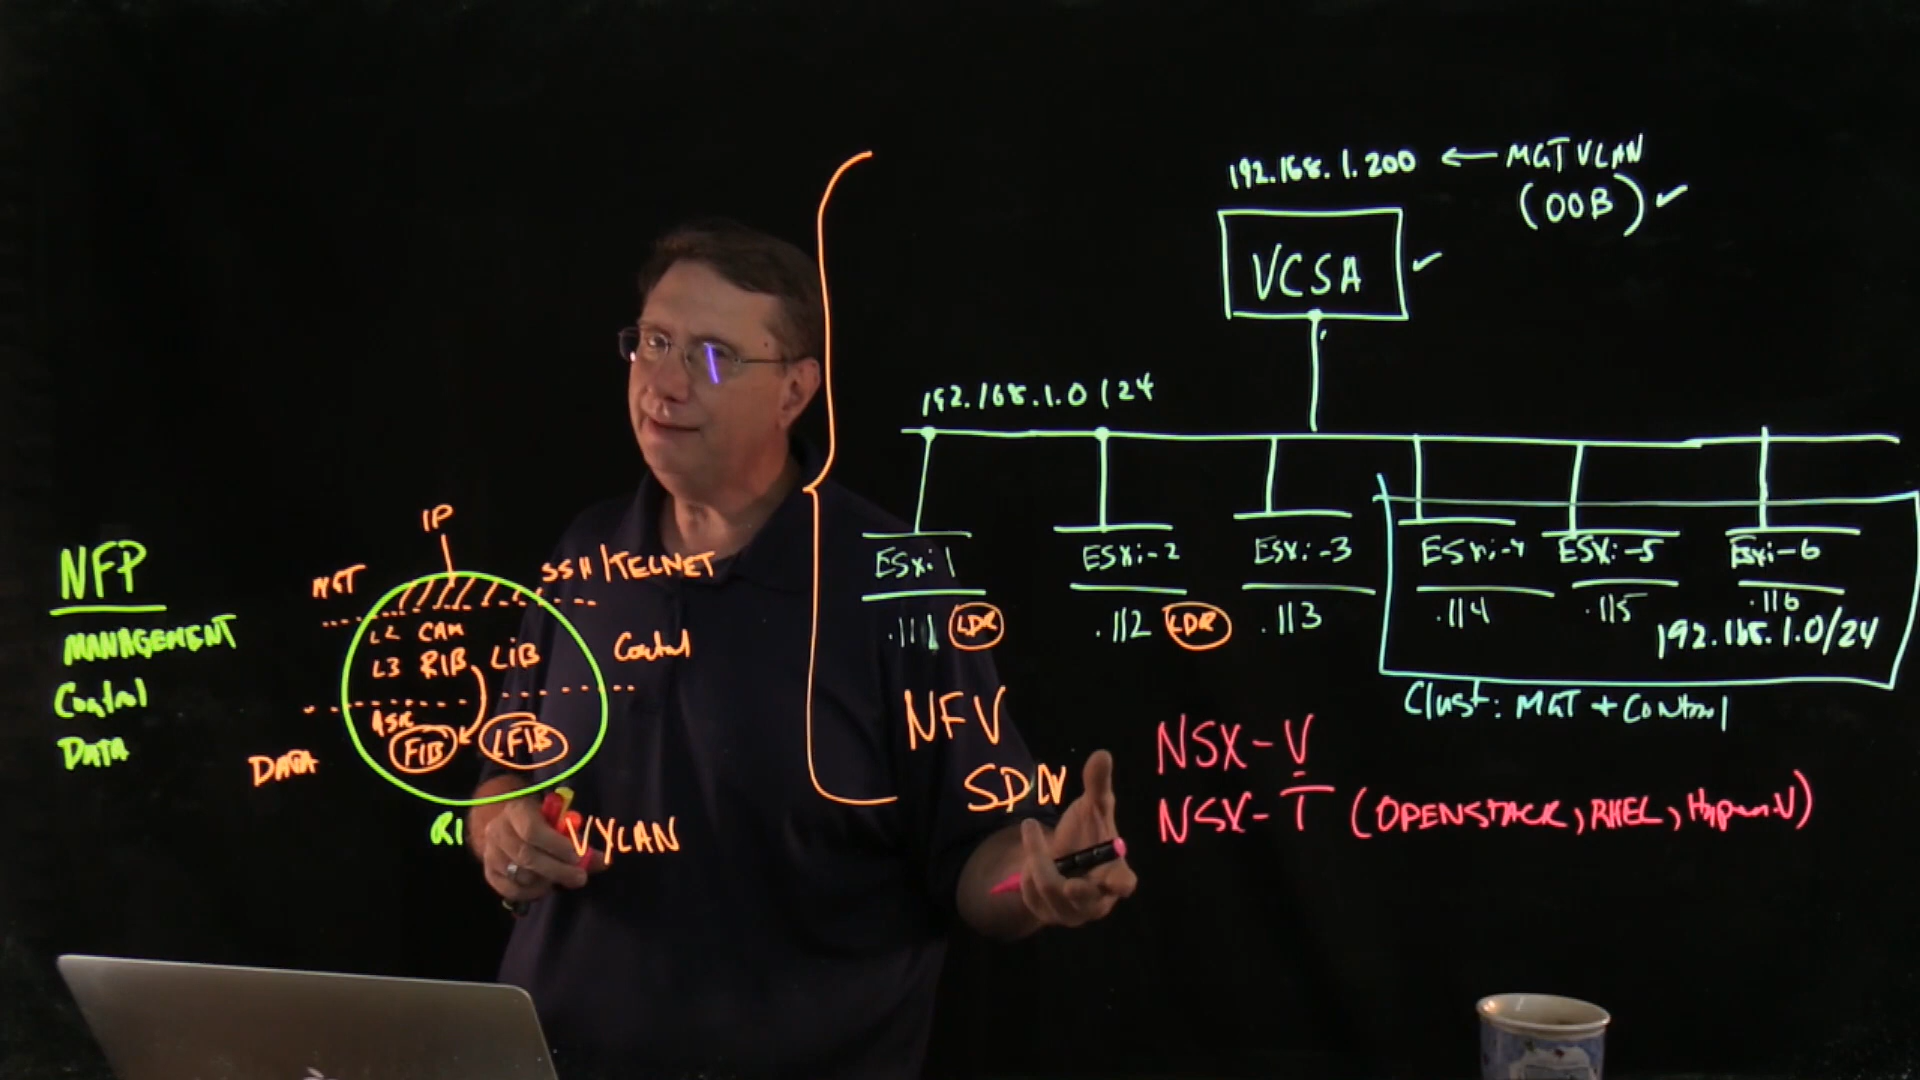 NFP
MANAGEMENT
Control
DATA
IP
MGT
SSH/TELNET
L2 CAM
L3 RIB LIB
Control
FIB LFIB
DATA
R1
VYLAN
192.168.1.200 ← MGT VLAN
(OOB) ✓
VCSA ✓
192.168.1.0/24
ESXi 1
ESXi-2
ESXi-3
ESXi-4
ESXi-5
ESXi-6
.111 LDR
.112 LDR
.113
.114
.115
.116
192.168.1.0/24
Clust: MGT + Control
NFV
SDN
NSX-V
NSX-T (OPENSTACK, RHEL, Hyper-V)